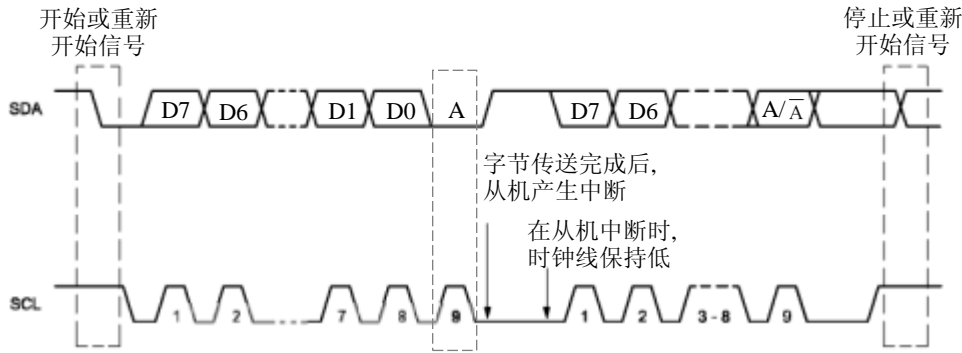 开始或重新
开始信号
停止或重新
开始信号
SDA
D7 D6 D1 D0 A D7 D6 A/A̅
字节传送完成后,
从机产生中断
在从机中断时,
时钟线保持低
SCL
1 2 7 8 9 1 2 3-8 9